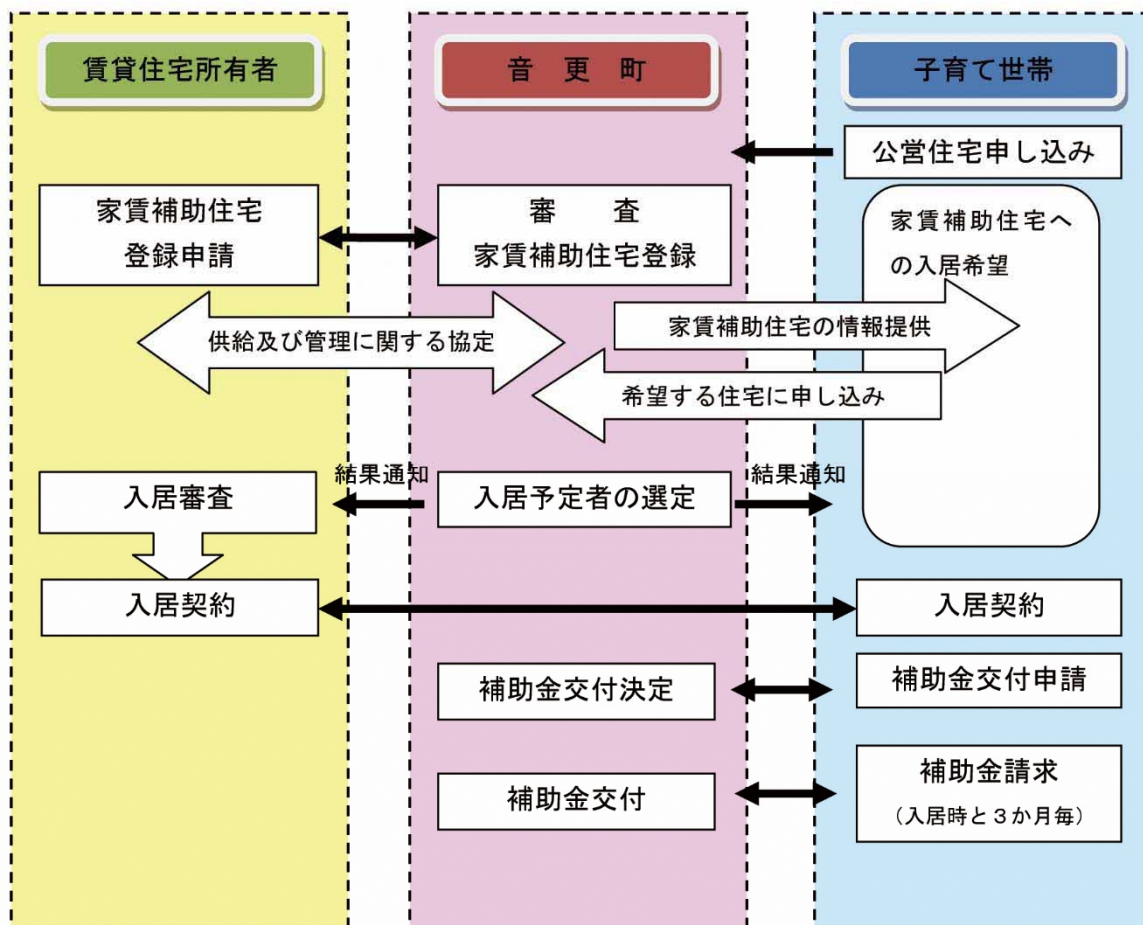 賃貸住宅所有者
音 更 町
子育て世帯
公営住宅申し込み
家賃補助住宅
登録申請
審 査
家賃補助住宅登録
家賃補助住宅へ
の入居希望
供給及び管理に関する協定
家賃補助住宅の情報提供
希望する住宅に申し込み
入居審査
結果通知
入居予定者の選定
結果通知
入居契約
入居契約
補助金交付決定
補助金交付申請
補助金交付
補助金請求
（入居時と３か月毎）